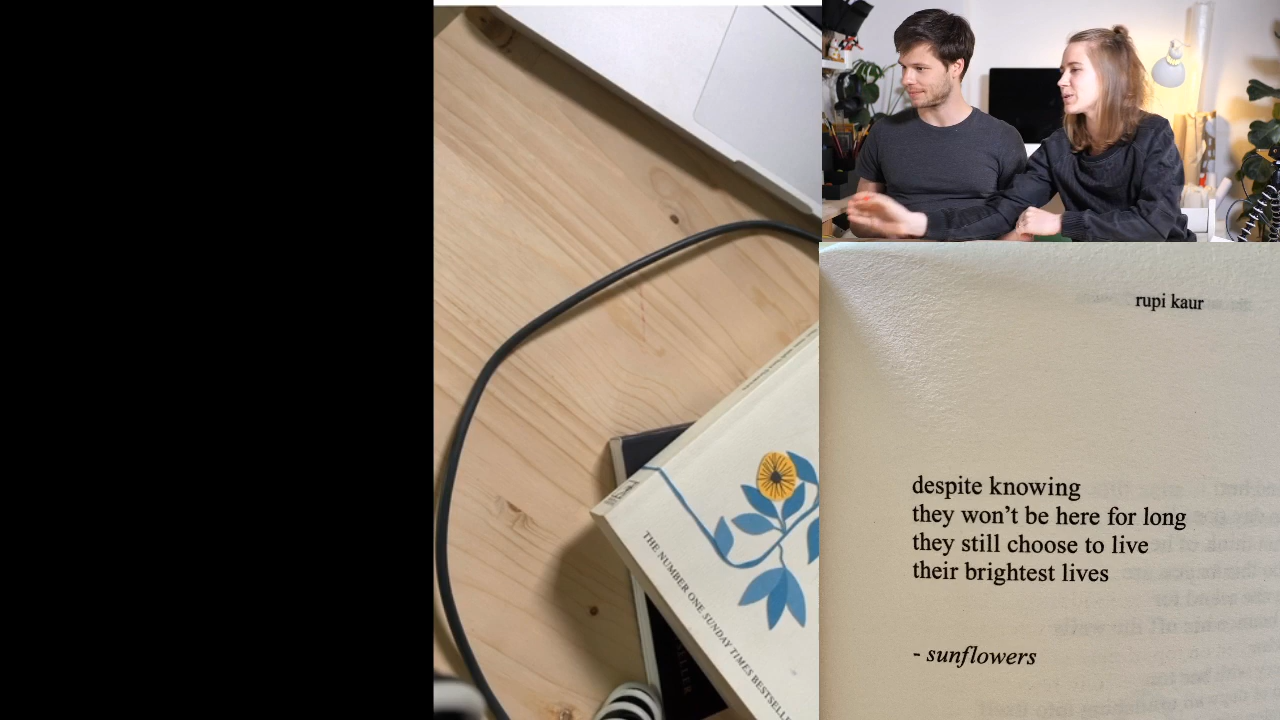 THE NUMBER ONE SUNDAY TIMES BESTSELLE
rupi kaur
despite knowing
they won't be here for long
they still choose to live
their brightest lives
- sunflowers